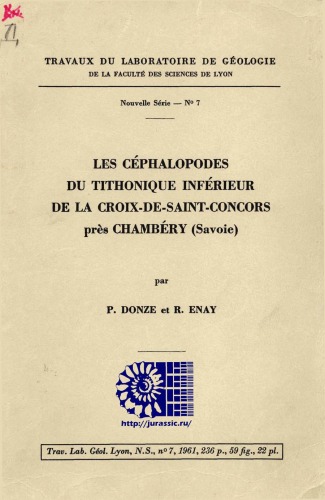 TRAVAUX DU LABORATOIRE DE GÉOLOGIE
DE LA FACULTÉ DES SCIENCES DE LYON
Nouvelle Série — Nº 7
LES CÉPHALOPODES
DU TITHONIQUE INFÉRIEUR
DE LA CROIX-DE-SAINT-CONCORS
près CHAMBÉRY (Savoie)
par
P. DONZE et R. ENAY
http://jurassic.ru/
Trav. Lab. Géol. Lyon, N.S., nº 7, 1961, 236 p., 59 fig., 22 pl.